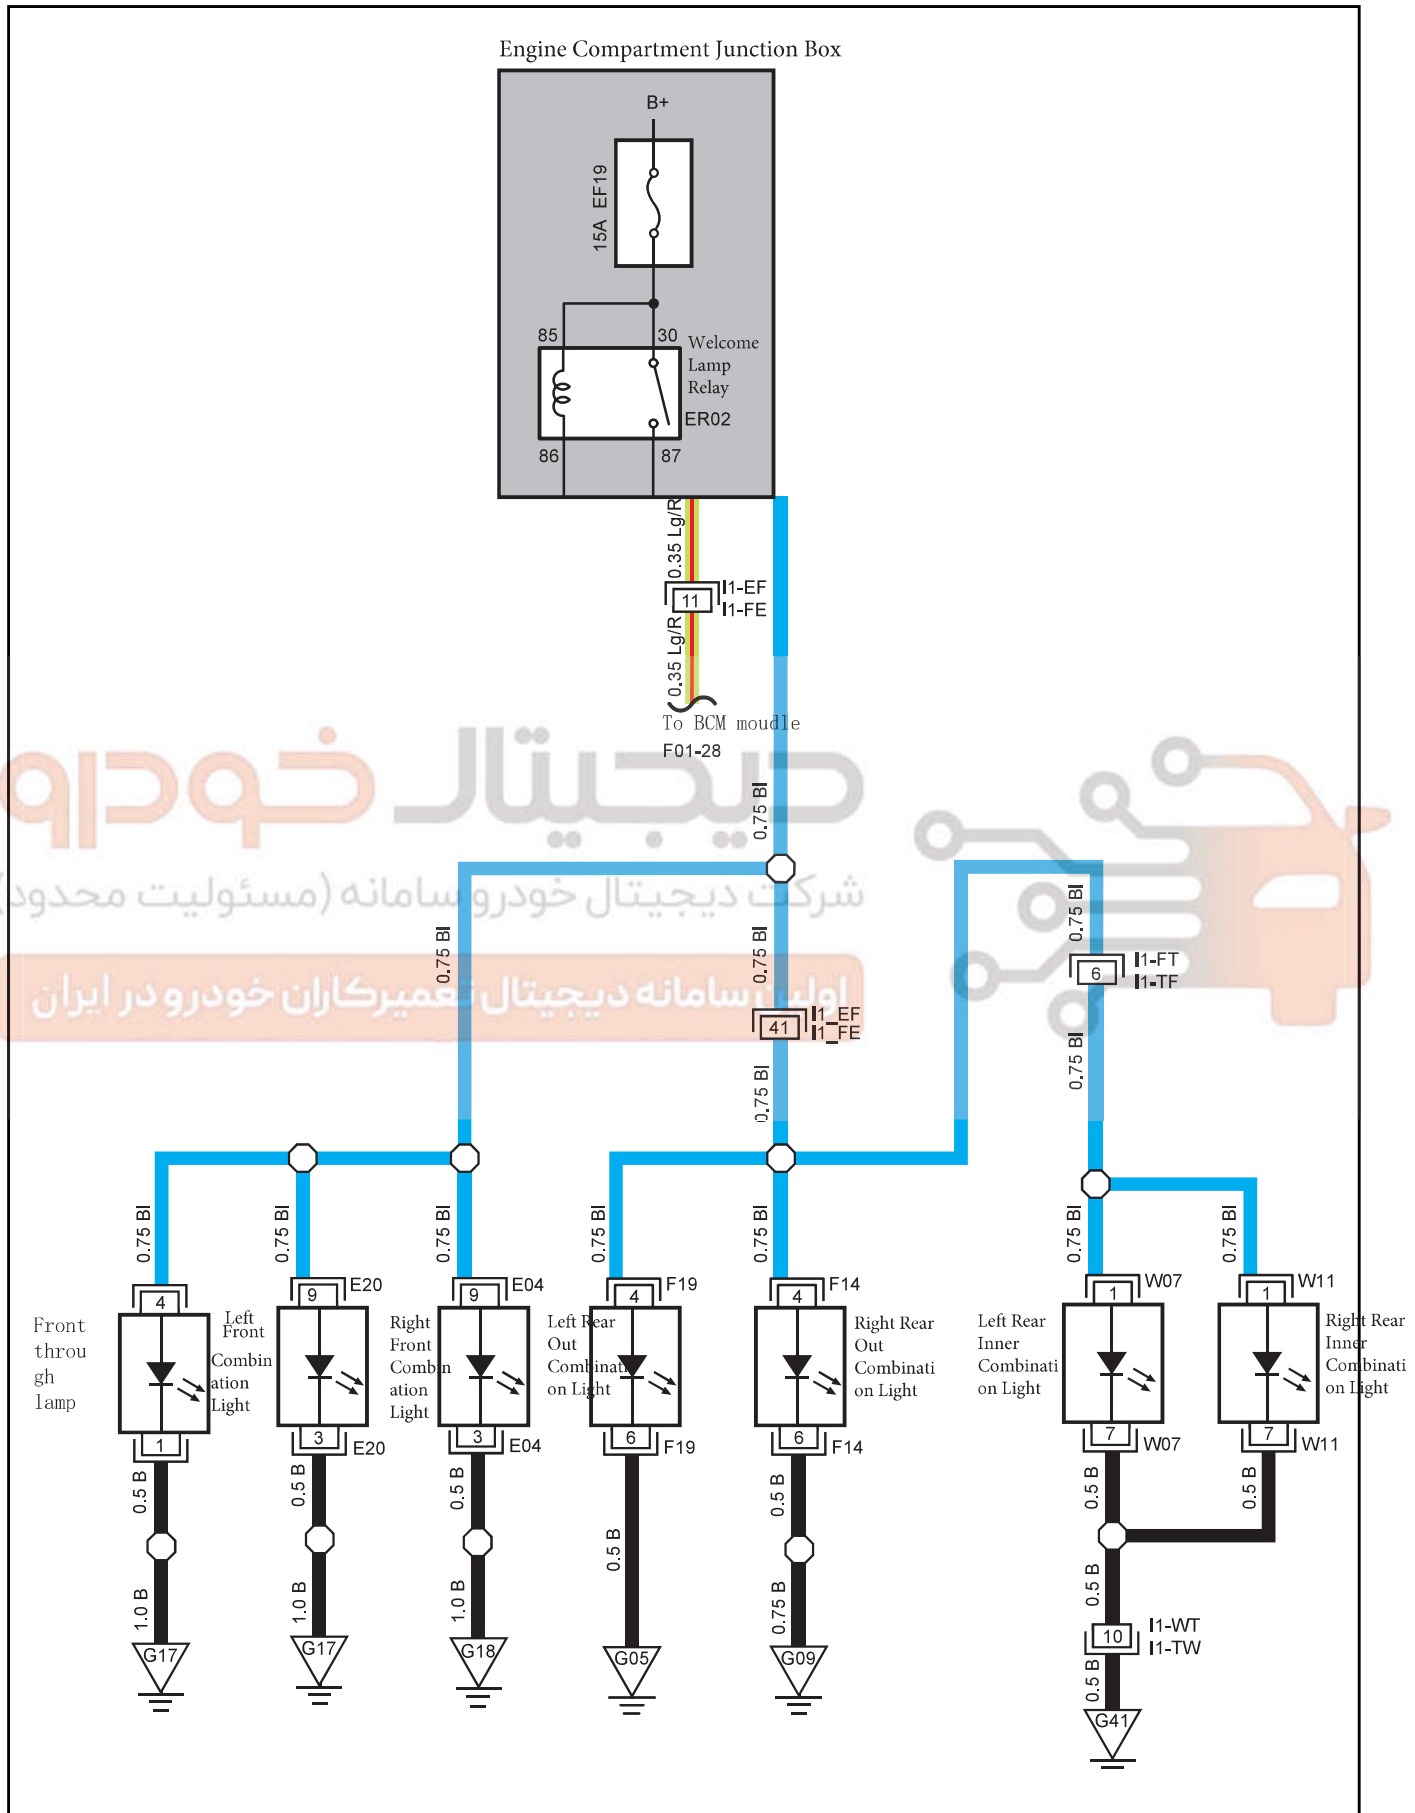 Engine Compartment Junction Box
B+
15A EF19
85
30
Welcome
Lamp
Relay
ER02
86
87
0.35 Lg/R
11
I1-EF
I1-FE
0.35 Lg/R
To BCM moudle
F01-28
دیجیتال خودرو
شرکت دیجیتال خودرو سامانه (مسئولیت محدود)
اولین سامانه دیجیتال تعمیرکاران خودرو در ایران
0.75 Bl
0.75 Bl
0.75 Bl
0.75 Bl
6
I1-FT
I1-TF
41
I1_EF
I1_FE
0.75 Bl
0.75 Bl
0.75 Bl
0.75 Bl
0.75 Bl
0.75 Bl
0.75 Bl
0.75 Bl
0.75 Bl
4
9
E20
9
E04
4
F19
4
F14
1
W07
1
W11
Front
throu
gh
lamp
Left
Front
Combin
ation
Light
Right
Front
Combin
ation
Light
Left Rear
Out
Combinati
on Light
Right Rear
Out
Combinati
on Light
Left Rear
Inner
Combinati
on Light
Right Rear
Inner
Combinati
on Light
1
3
E20
3
E04
6
F19
6
F14
7
W07
7
W11
0.5 B
0.5 B
0.5 B
0.5 B
0.5 B
0.5 B
0.5 B
1.0 B
1.0 B
1.0 B
0.75 B
0.5 B
10
I1-WT
I1-TW
0.5 B
G17
G17
G18
G05
G09
G41